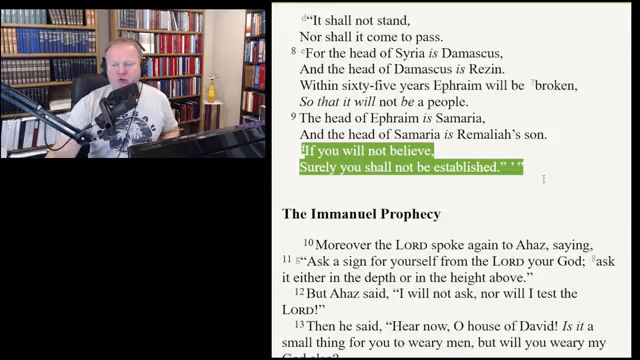 d“It shall not stand,
Nor shall it come to pass.
8 eFor the head of Syria is Damascus,
And the head of Damascus is Rezin.
Within sixty-five years Ephraim will be 7broken,
So that it will not be a people.
9 The head of Ephraim is Samaria,
And the head of Samaria is Remaliah’s son.
fIf you will not believe,
Surely you shall not be established.” ’ ”
The Immanuel Prophecy
10 Moreover the LORD spoke again to Ahaz, saying,
11 g“Ask a sign for yourself from the LORD your God; gask
it either in the depth or in the height above.”
12 But Ahaz said, “I will not ask, nor will I test the
LORD!”
13 Then he said, “Hear now, O house of David! Is it a
small thing for you to weary men, but will you weary my
God also?